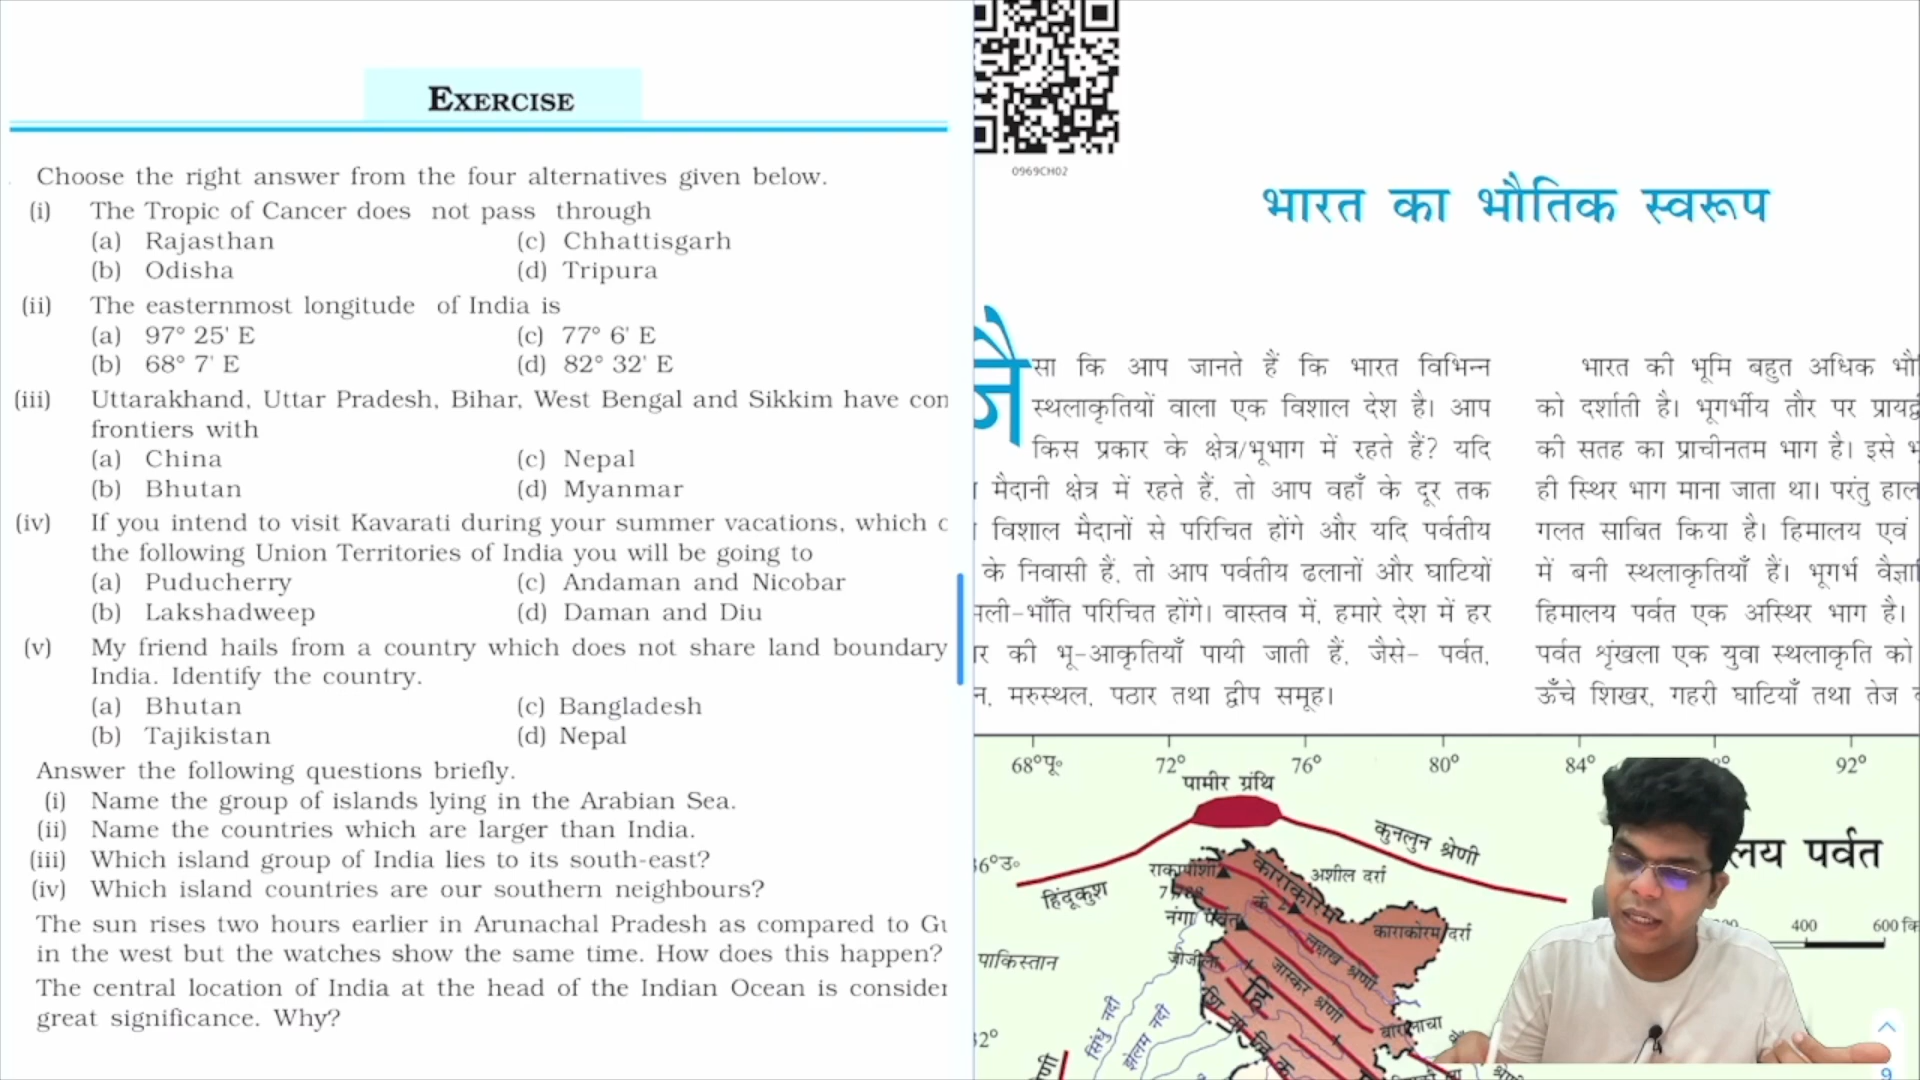 EXERCISE
Choose the right answer from the four alternatives given below.
(i) The Tropic of Cancer does not pass through
(a) Rajasthan (c) Chhattisgarh
(b) Odisha (d) Tripura
(ii) The easternmost longitude of India is
(a) 97° 25' E (c) 77° 6' E
(b) 68° 7' E (d) 82° 32' E
(iii) Uttarakhand, Uttar Pradesh, Bihar, West Bengal and Sikkim have
frontiers with
(a) China (c) Nepal
(b) Bhutan (d) Myanmar
(iv) If you intend to visit Kavarati during your summer vacations, which
the following Union Territories of India you will be going to
(a) Puducherry (c) Andaman and Nicobar
(b) Lakshadweep (d) Daman and Diu
(v) My friend hails from a country which does not share land boundary
India. Identify the country.
(a) Bhutan (c) Bangladesh
(b) Tajikistan (d) Nepal
Answer the following questions briefly.
(i) Name the group of islands lying in the Arabian Sea.
(ii) Name the countries which are larger than India.
(iii) Which island group of India lies to its south-east?
(iv) Which island countries are our southern neighbours?
The sun rises two hours earlier in Arunachal Pradesh as compared to
in the west but the watches show the same time. How does this happen?
The central location of India at the head of the Indian Ocean is
great significance. Why?
0969CH02
भारत का भौतिक स्वरूप
जैसा कि आप जानते हैं कि भारत विभिन्न
स्थलाकृतियों वाला एक विशाल देश है। आप
किस प्रकार के क्षेत्र/भूभाग में रहते हैं? यदि
मैदानी क्षेत्र में रहते हैं, तो आप वहाँ के दूर तक
विशाल मैदानों से परिचित होंगे और यदि पर्वतीय
के निवासी हैं, तो आप पर्वतीय ढलानों और घाटियों
परिचित होंगे। वास्तव में, हमारे देश में हर
की भू-आकृतियाँ पायी जाती हैं, जैसे- पर्वत,
मरुस्थल, पठार तथा द्वीप समूह।
भारत की भूमि बहुत अधिक
को दर्शाती है। भूगर्भीय तौर पर
की सतह का प्राचीनतम भाग है। इसे
ही स्थिर भाग माना जाता था। परंतु हाल
गलत साबित किया है। हिमालय एवं
में बनी स्थलाकृतियाँ हैं। भूगर्भ
हिमालय पर्वत एक अस्थिर भाग है।
पर्वत शृंखला एक युवा स्थलाकृति को
ऊँचे शिखर, गहरी घाटियाँ तथा तेज
68°पू॰ 72° 76° 80° 84° 92°
पामीर ग्रंथि
कुनलुन श्रेणी
पर्वत
राकापोशी
काराकोरम
अशील दर्रा
हिंदूकुश
नंगा पर्वत
काराकोरम दर्रा
400 600
पाकिस्तान
जोजीला
लद्दाख श्रेणी
जास्कर श्रेणी
सिंधु नदी
झेलम नदी
9